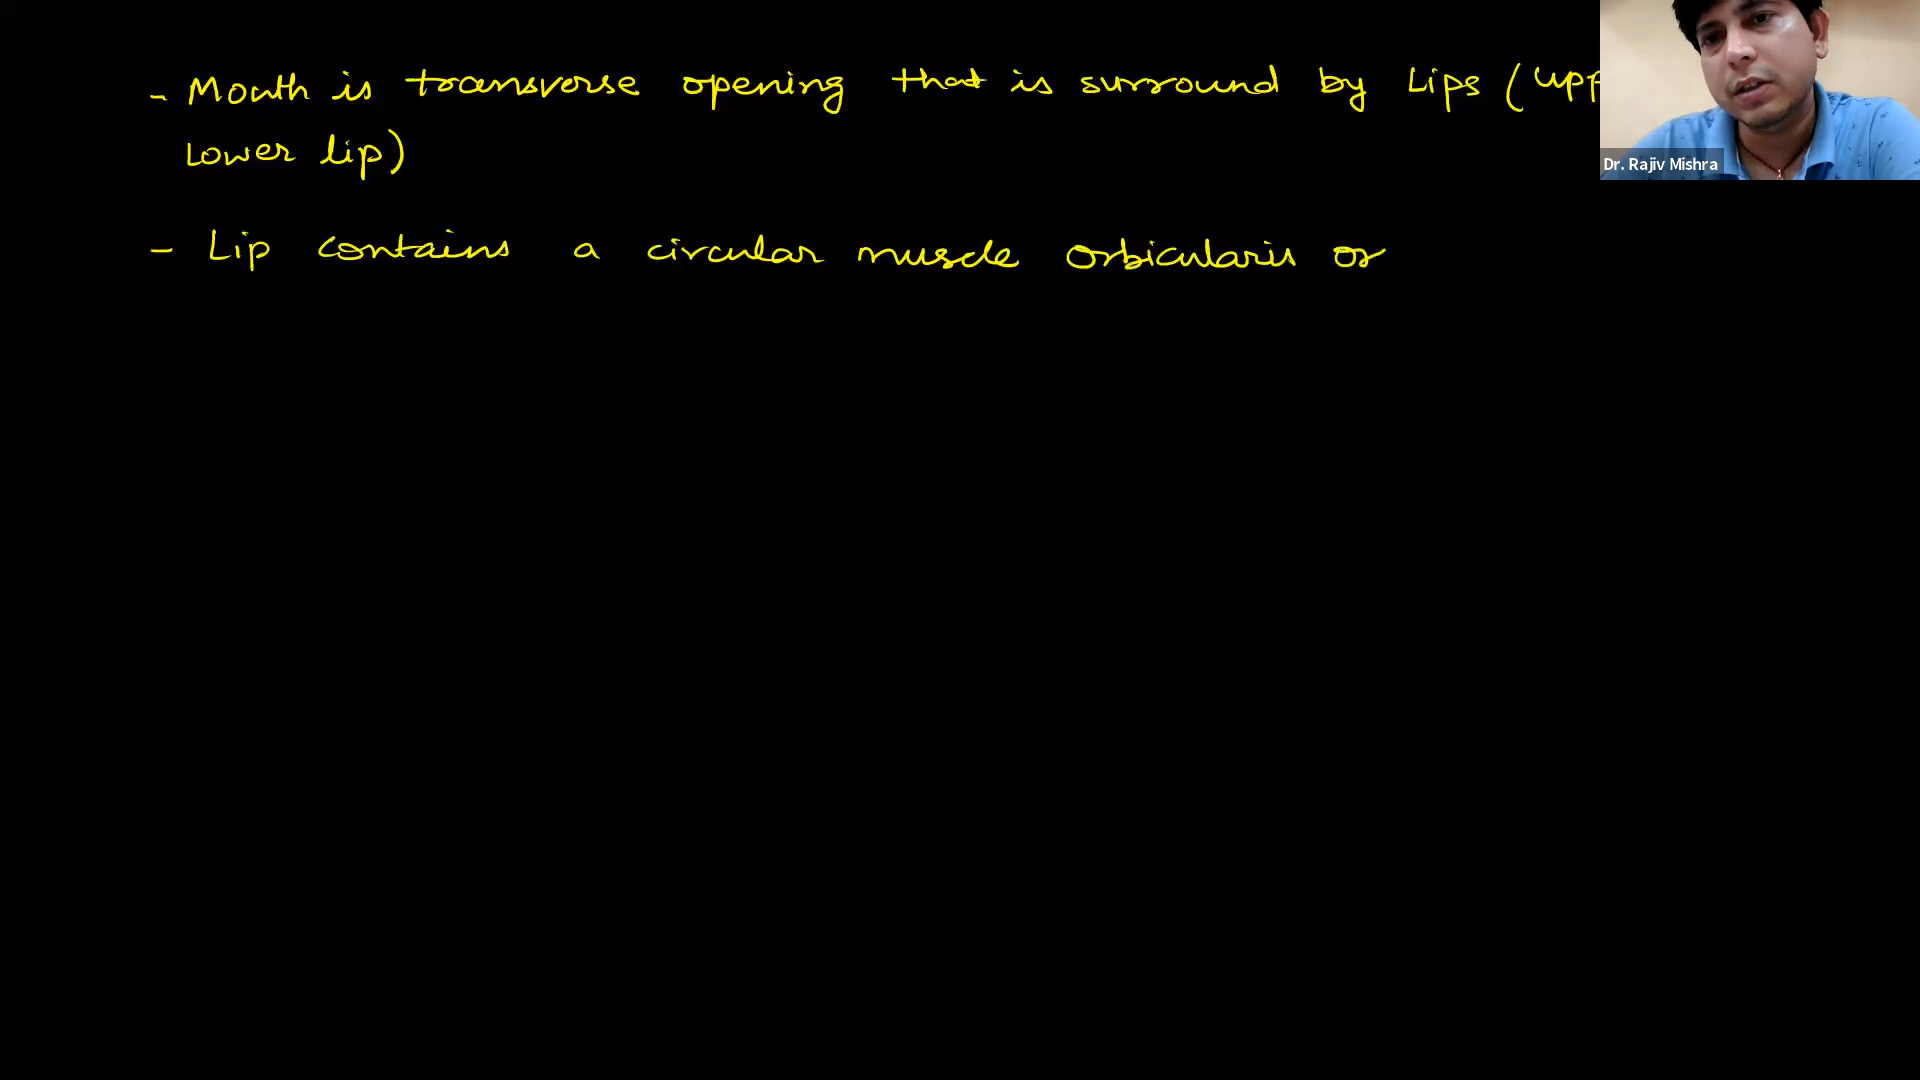 - Mouth is transverse opening that is surround by Lips (upp
Lower lip)
- Lip contains a circular muscle orbicularis or
Dr. Rajiv Mishra